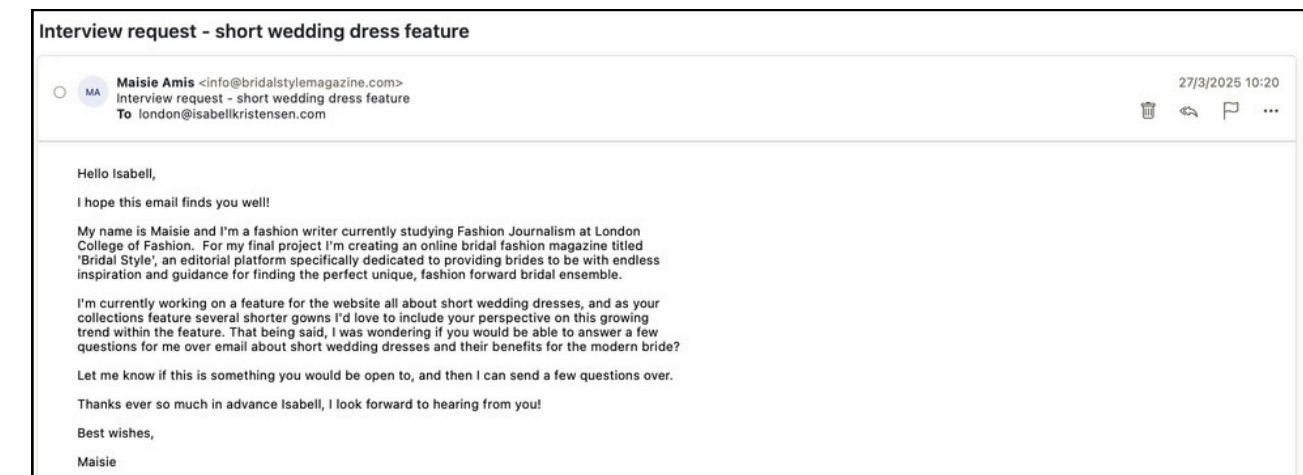 Interview request - short wedding dress feature
MA
Maisie Amis <info@bridalstylemagazine.com>
27/3/2025 10:20
Interview request - short wedding dress feature
To london@isabellkristensen.com
Hello Isabell,
I hope this email finds you well!
My name is Maisie and I'm a fashion writer currently studying Fashion Journalism at London
College of Fashion.  For my final project I'm creating an online bridal fashion magazine titled
'Bridal Style', an editorial platform specifically dedicated to providing brides to be with endless
inspiration and guidance for finding the perfect unique, fashion forward bridal ensemble.
I'm currently working on a feature for the website all about short wedding dresses, and as your
collections feature several shorter gowns I'd love to include your perspective on this growing
trend within the feature. That being said, I was wondering if you would be able to answer a few
questions for me over email about short wedding dresses and their benefits for the modern bride?
Let me know if this is something you would be open to, and then I can send a few questions over.
Thanks ever so much in advance Isabell, I look forward to hearing from you!
Best wishes,
Maisie